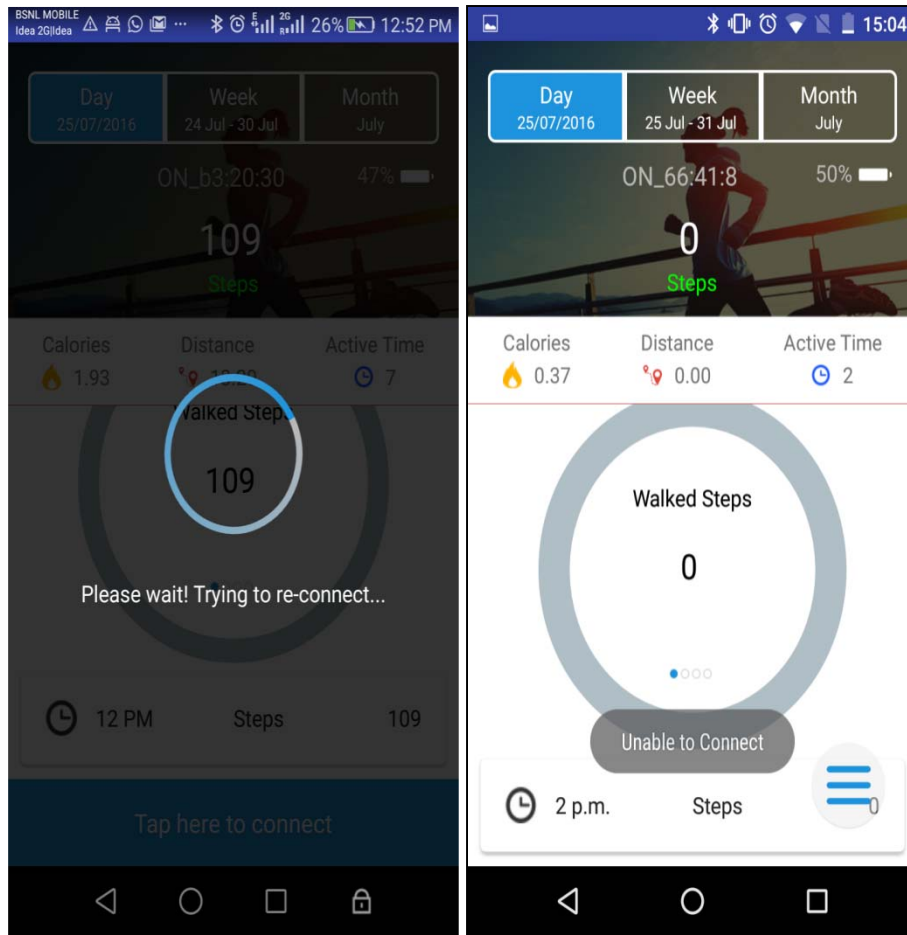 BSNL MOBILE
Idea 2G|Idea
E
2G
R
26%
12:52 PM
Day
25/07/2016
Week
24 Jul - 30 Jul
Month
July
ON_b3:20:30
47%
109
Steps
Calories
1.93
Distance
Active Time
7
Walked Steps
109
Please wait! Trying to re-connect...
12 PM Steps 109
Tap here to connect
15:04
Day
25/07/2016
Week
25 Jul - 31 Jul
Month
July
ON_66:41:8
50%
0
Steps
Calories
0.37
Distance
0.00
Active Time
2
Walked Steps
0
Unable to Connect
2 p.m. Steps 0